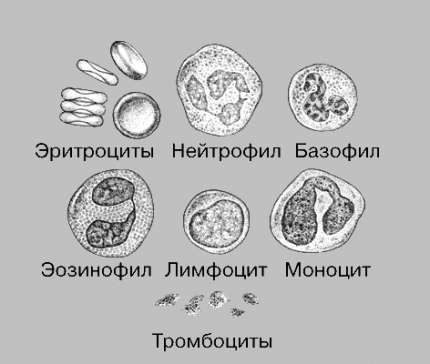 Эритроциты Нейтрофил Базофил
Эозинофил Лимфоцит Моноцит
Тромбоциты